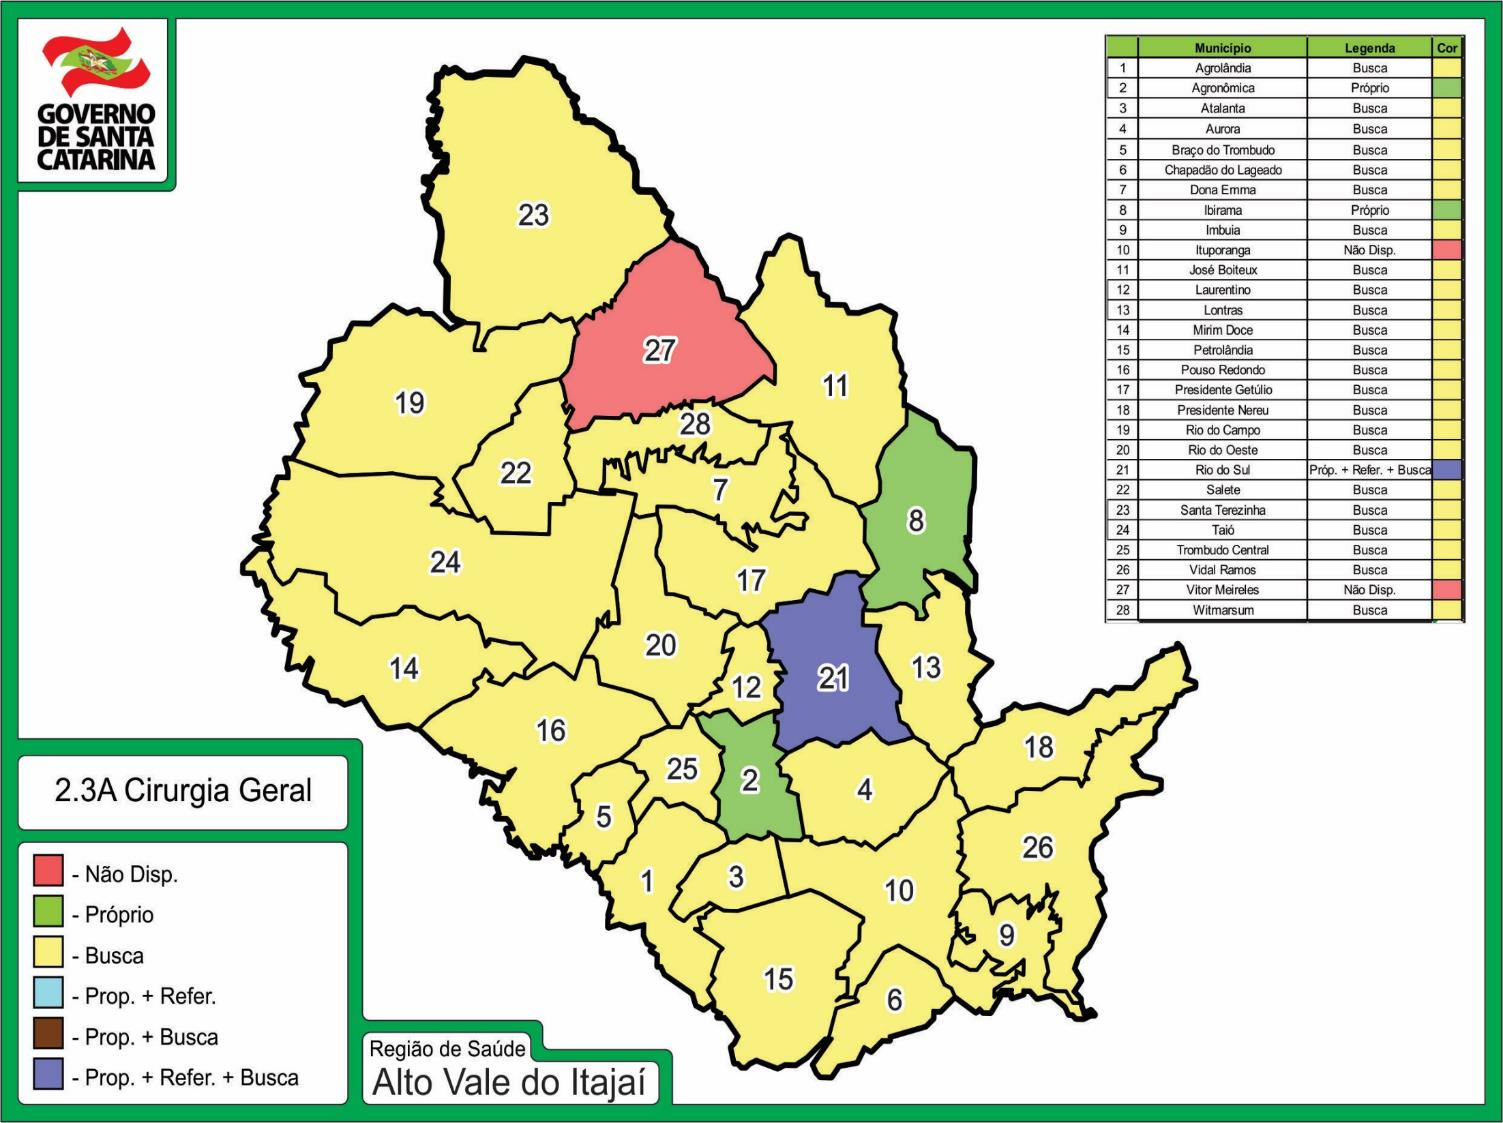 GOVERNO
DE SANTA
CATARINA
Município Legenda Cor
1 Agrolândia Busca
2 Agronômica Próprio
3 Atalanta Busca
4 Aurora Busca
5 Braço do Trombudo Busca
6 Chapadão do Lageado Busca
7 Dona Emma Busca
8 Ibirama Próprio
9 Imbuia Busca
10 Ituporanga Não Disp.
11 José Boiteux Busca
12 Laurentino Busca
13 Lontras Busca
14 Mirim Doce Busca
15 Petrolândia Busca
16 Pouso Redondo Busca
17 Presidente Getúlio Busca
18 Presidente Nereu Busca
19 Rio do Campo Busca
20 Rio do Oeste Busca
21 Rio do Sul Próp. + Refer. + Busca
22 Salete Busca
23 Santa Terezinha Busca
24 Taió Busca
25 Trombudo Central Busca
26 Vidal Ramos Busca
27 Vitor Meireles Não Disp.
28 Witmarsum Busca
23
27
11
19
28
22
7
8
24
17
20
14
12
21
13
16
18
25
2
4
5
26
1
3
10
9
15
6
2.3A Cirurgia Geral
- Não Disp.
- Próprio
- Busca
- Prop. + Refer.
- Prop. + Busca
- Prop. + Refer. + Busca
Região de Saúde
Alto Vale do Itajaí